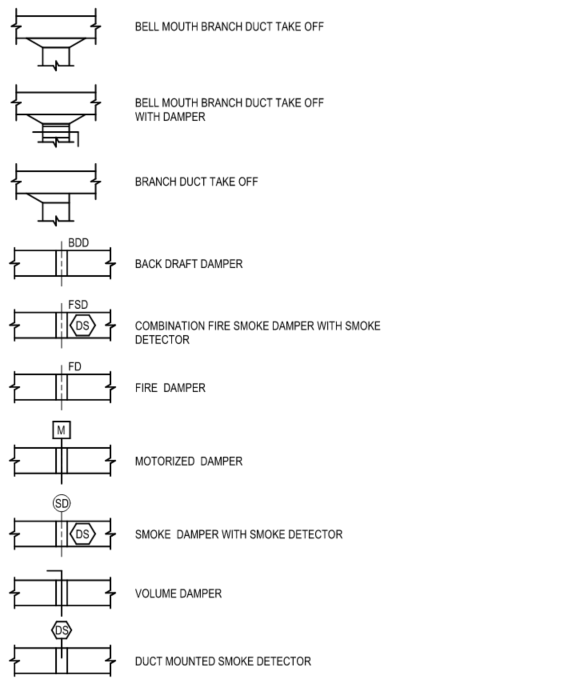 BELL MOUTH BRANCH DUCT TAKE OFF
BELL MOUTH BRANCH DUCT TAKE OFF
WITH DAMPER
BRANCH DUCT TAKE OFF
BDD
BACK DRAFT DAMPER
FSD
DS
COMBINATION FIRE SMOKE DAMPER WITH SMOKE
DETECTOR
FD
FIRE DAMPER
M
MOTORIZED DAMPER
SD
DS
SMOKE DAMPER WITH SMOKE DETECTOR
VOLUME DAMPER
DS
DUCT MOUNTED SMOKE DETECTOR